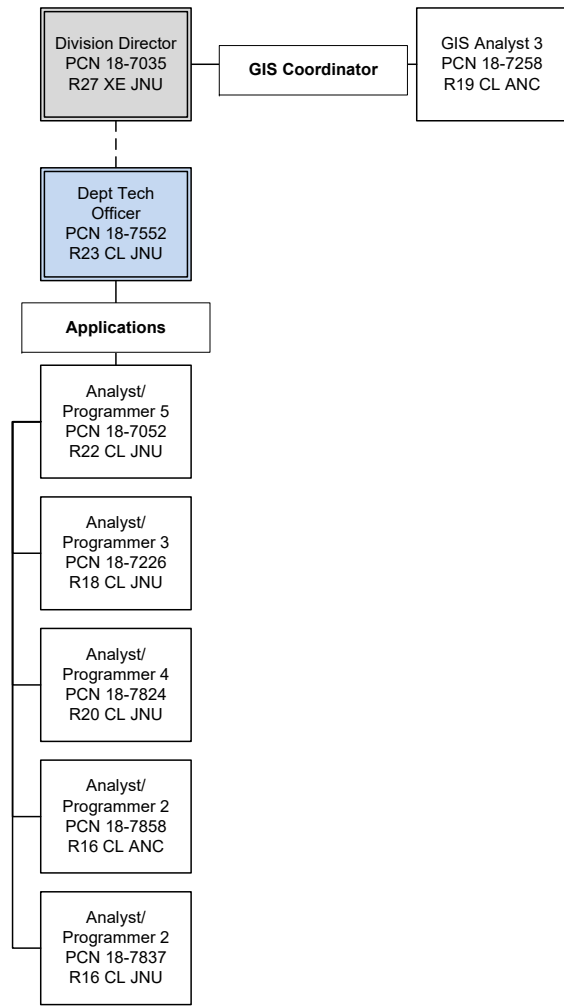 Division Director
PCN 18-7035
R27 XE JNU
GIS Coordinator
GIS Analyst 3
PCN 18-7258
R19 CL ANC
Dept Tech
Officer
PCN 18-7552
R23 CL JNU
Applications
Analyst/
Programmer 5
PCN 18-7052
R22 CL JNU
Analyst/
Programmer 3
PCN 18-7226
R18 CL JNU
Analyst/
Programmer 4
PCN 18-7824
R20 CL JNU
Analyst/
Programmer 2
PCN 18-7858
R16 CL ANC
Analyst/
Programmer 2
PCN 18-7837
R16 CL JNU